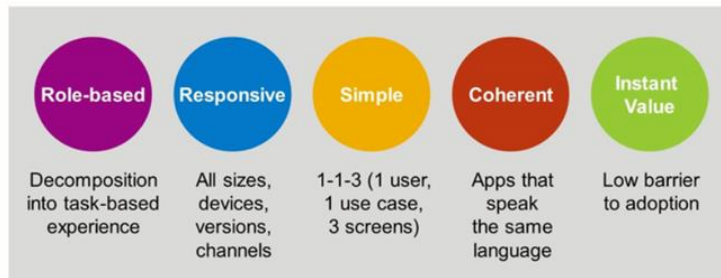 Role-based
Responsive
Simple
Coherent
Instant
Value
Decomposition
into task-based
experience
All sizes,
devices,
versions,
channels
1-1-3 (1 user,
1 use case,
3 screens)
Apps that
speak
the same
language
Low barrier
to adoption